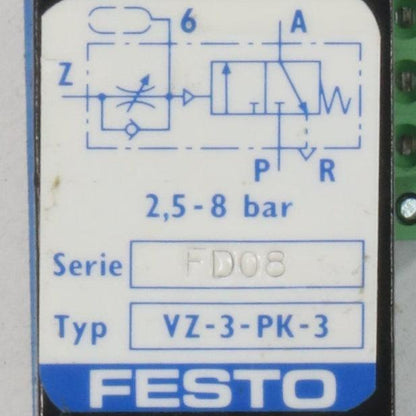 6 A
Z
P R
2,5-8 bar
Serie FD08
Typ VZ-3-PK-3
FESTO